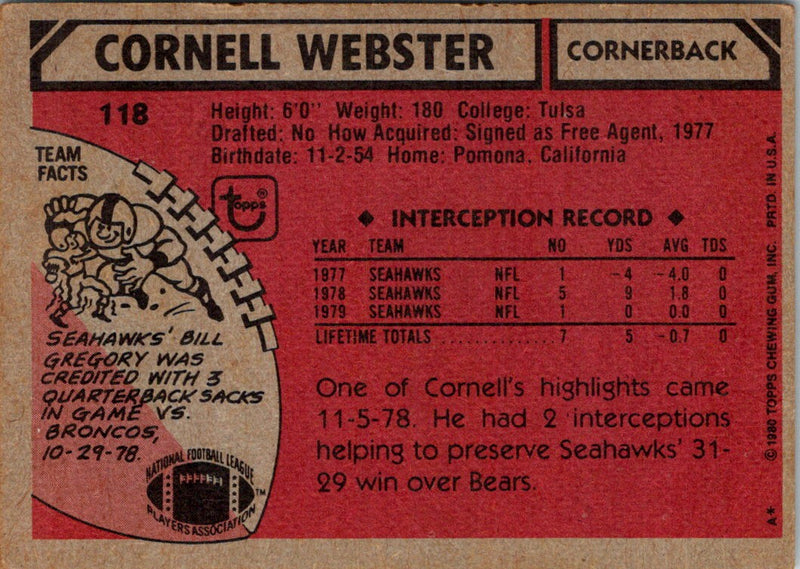 CORNELL WEBSTER
CORNERBACK
118
Height: 6'0" Weight: 180 College: Tulsa
Drafted: No How Acquired: Signed as Free Agent, 1977
Birthdate: 11-2-54 Home: Pomona, California
TEAM
FACTS
topps®
SEAHAWKS' BILL
GREGORY WAS
CREDITED WITH 3
QUARTERBACK SACKS
IN GAME VS.
BRONCOS,
10-29-78.
NATIONAL FOOTBALL LEAGUE
PLAYERS ASSOCIATION
™
◆ INTERCEPTION RECORD ◆
YEAR TEAM NO YDS AVG TDS
1977 SEAHAWKS NFL 1 -4 -4.0 0
1978 SEAHAWKS NFL 5 9 1.8 0
1979 SEAHAWKS NFL 1 0 0.0 0
LIFETIME TOTALS ................ 7 5 -0.7 0
One of Cornell's highlights came
11-5-78. He had 2 interceptions
helping to preserve Seahawks' 31-
29 win over Bears.
A* © 1980 TOPPS CHEWING GUM, INC. PRTD. IN U.S.A.